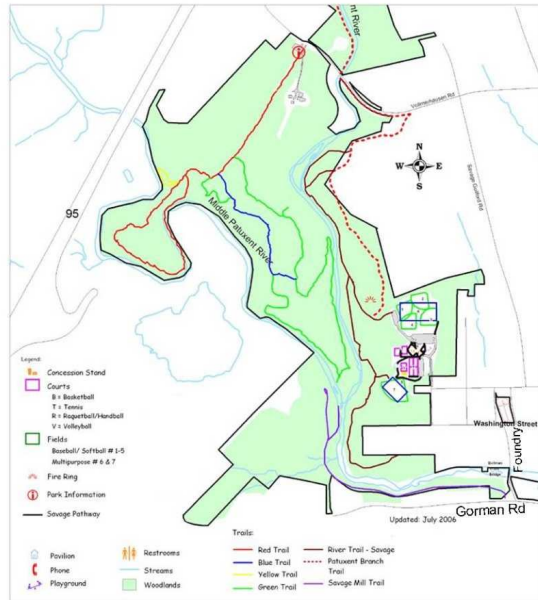 ent River
Vollmerhausen Rd
N
W E
S
Savage Guilford Rd
95
Middle Patuxent River
Legend:
Concession Stand
Courts
B = Basketball
T = Tennis
R = Raquetball/Handball
V = Volleyball
Fields
Baseball/ Softball # 1-5
Multipurpose # 6 & 7
Fire Ring
Park Information
Savage Pathway
Washington Street
Foundry
Gorman Rd
Updated: July 2006
Pavilion
Phone
Playground
Restrooms
Streams
Woodlands
Trails:
Red Trail
Blue Trail
Yellow Trail
Green Trail
River Trail - Savage
Patuxent Branch
Trail
Savage Mill Trail